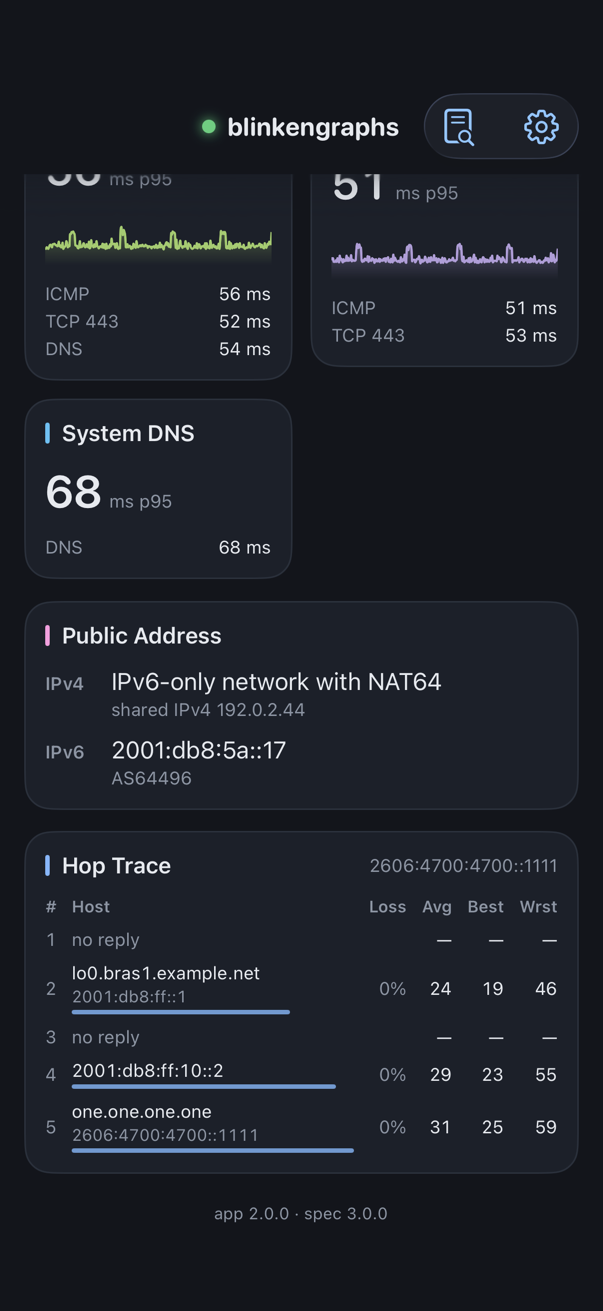 blinkengraphs
ms p95
51 ms p95
ICMP 56 ms
TCP 443 52 ms
DNS 54 ms
ICMP 51 ms
TCP 443 53 ms
System DNS
68 ms p95
DNS 68 ms
Public Address
IPv4 IPv6-only network with NAT64
shared IPv4 192.0.2.44
IPv6 2001:db8:5a::17
AS64496
Hop Trace 2606:4700:4700::1111
# Host Loss Avg Best Wrst
1 no reply — — —
lo0.bras1.example.net
2 0% 24 19 46
2001:db8:ff::1
3 no reply — — —
4 2001:db8:ff:10::2 0% 29 23 55
one.one.one.one
5 0% 31 25 59
2606:4700:4700::1111
app 2.0.0 · spec 3.0.0